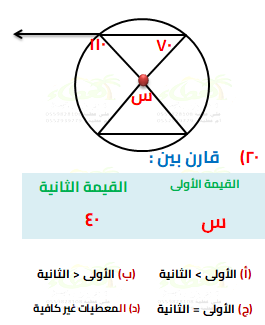 ١١٠ ٧٠
س
٢٠) قارن بين :
القيمة الأولى القيمة الثانية
س ٤٠
(أ) الأولى > الثانية (ب) الأولى < الثانية
(ج) الأولى = الثانية (د) المعطيات غير كافية